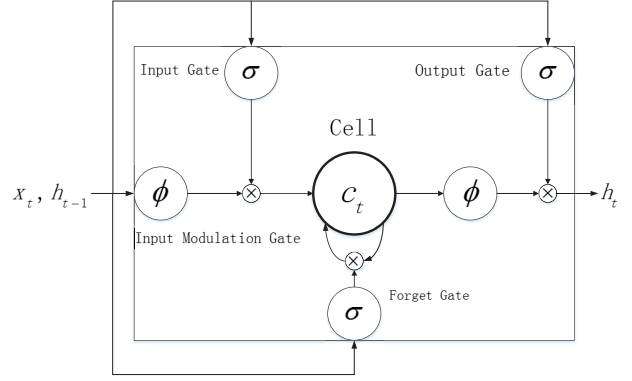 Input Gate
σ
Output Gate
σ
Cell
x_t, h_{t-1}
ϕ
×
c_t
ϕ
×
h_t
Input Modulation Gate
×
σ
Forget Gate